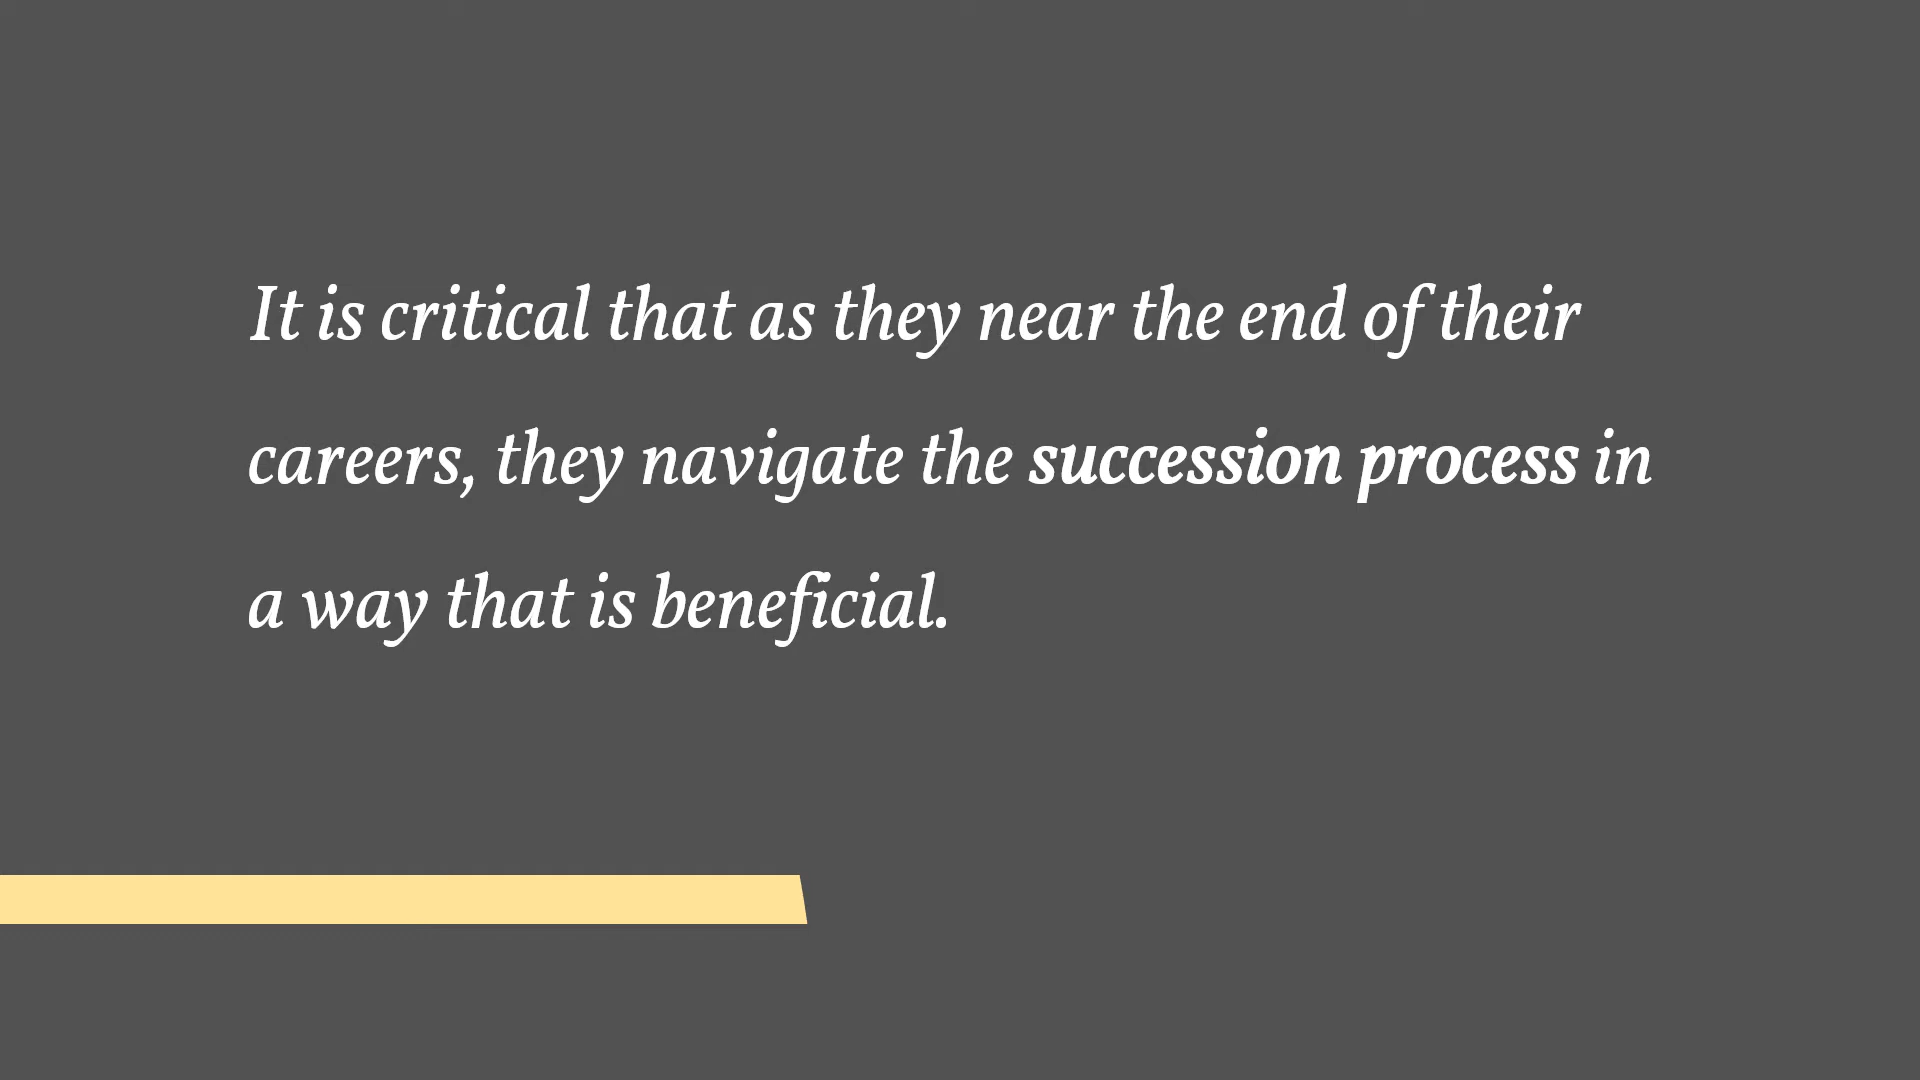 It is critical that as they near the end of their
careers, they navigate the succession process in
a way that is beneficial.